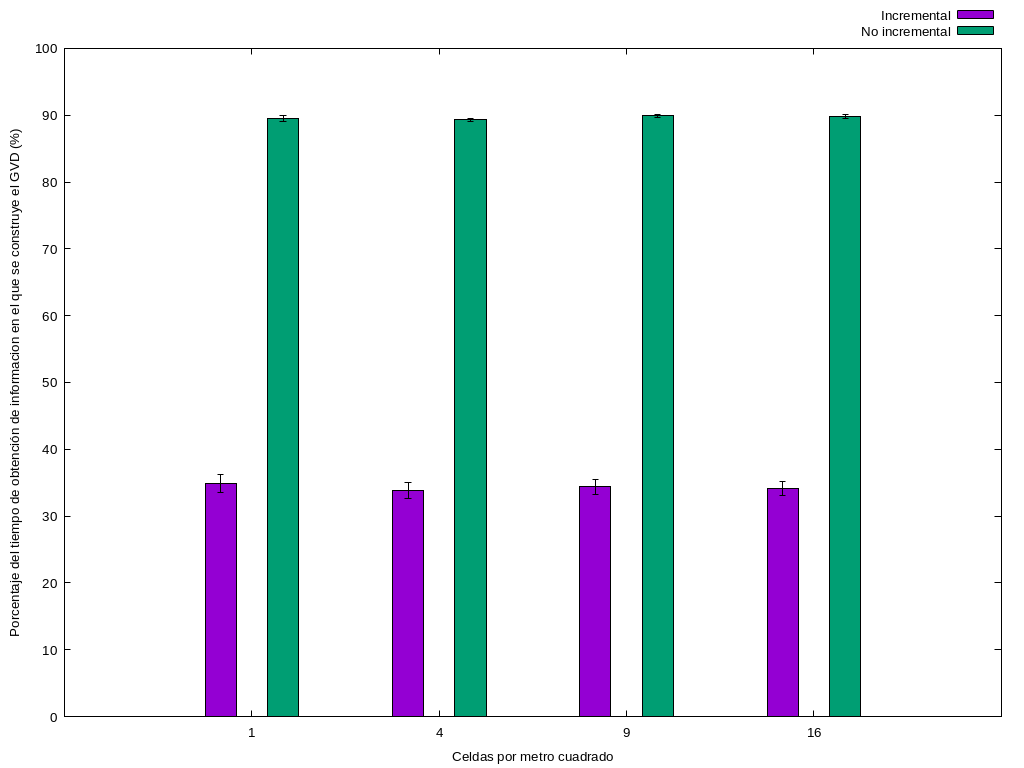 Incremental
No incremental
Porcentaje del tiempo de obtención de informacion en el que se construye el GVD (%)
100
90
80
70
60
50
40
30
20
10
0
1 4 9 16
Celdas por metro cuadrado